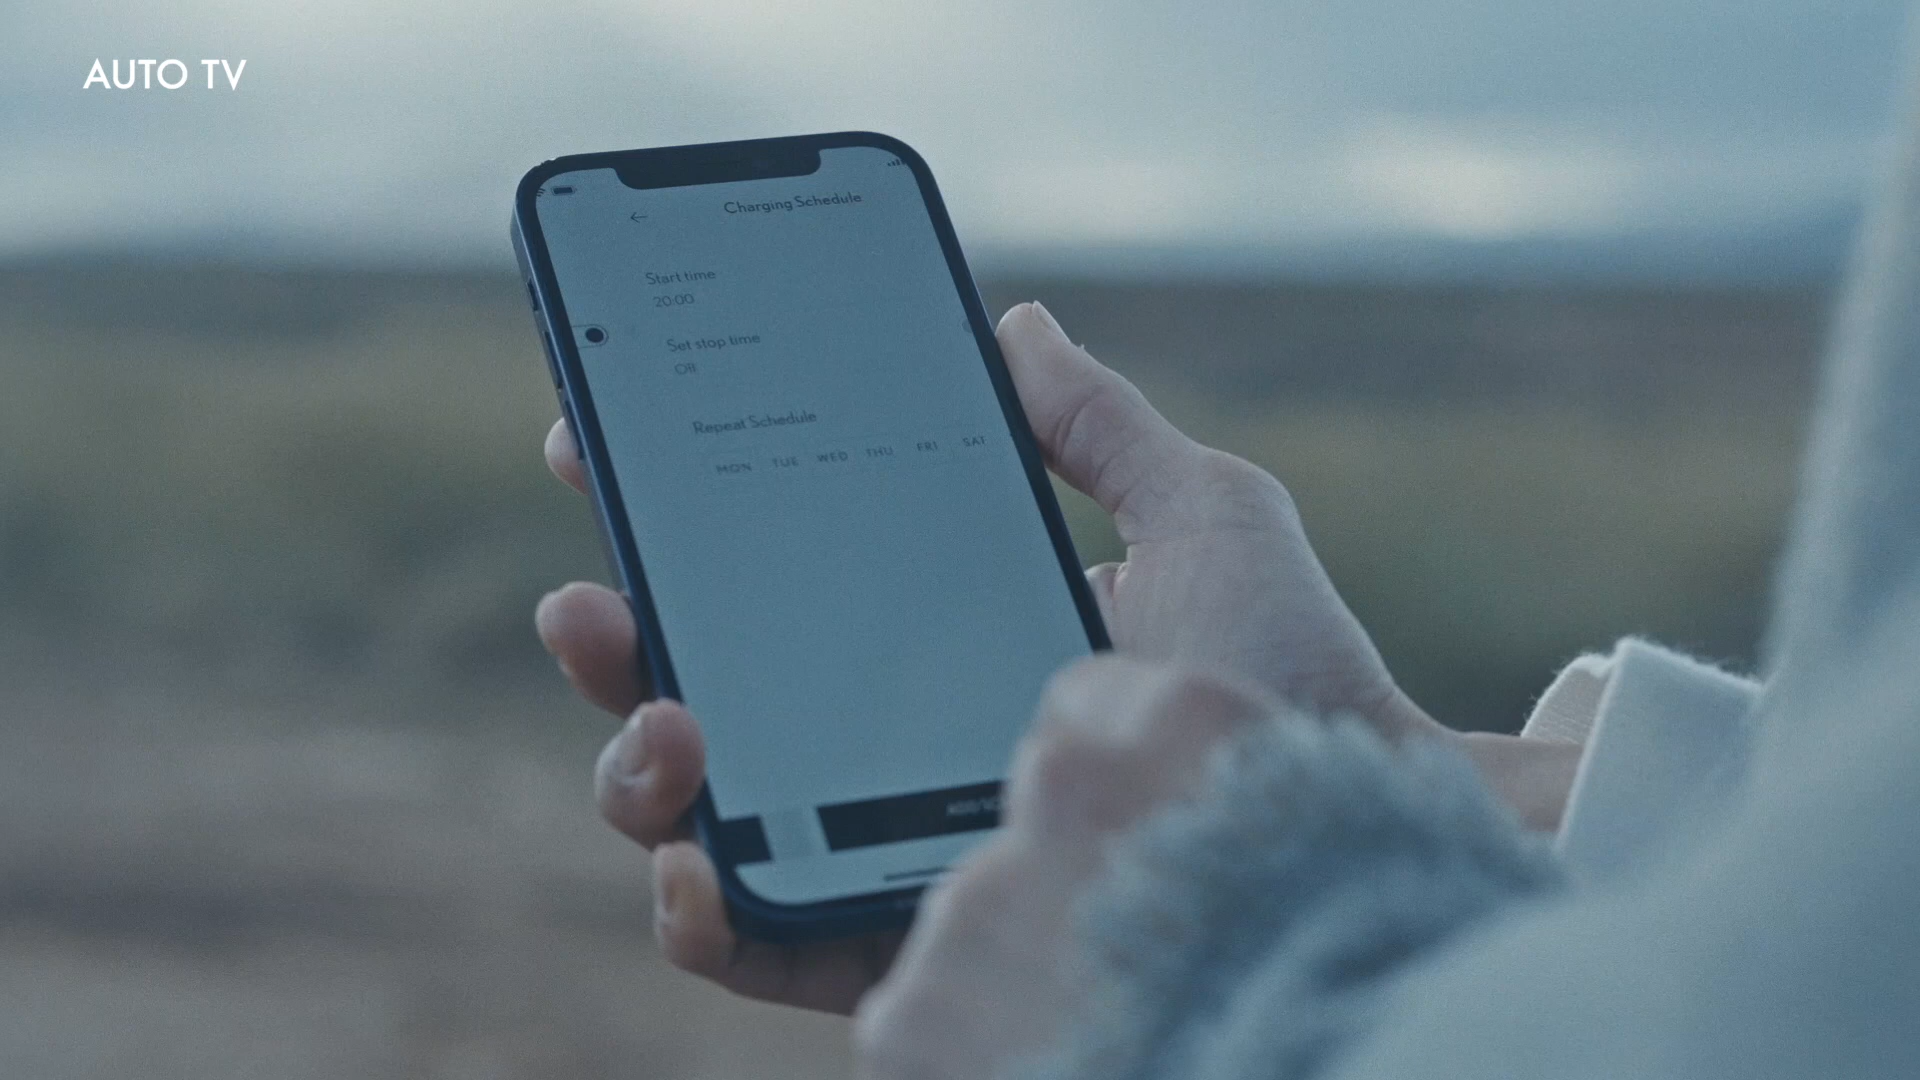 AUTO TV
Charging Schedule
Start time
20:00
Set stop time
Off
Repeat Schedule
MON TUE WED THU FRI SAT